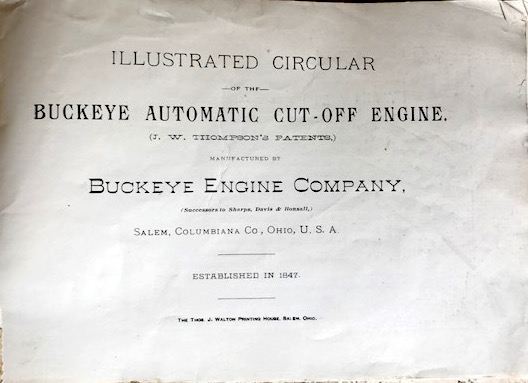 ILLUSTRATED CIRCULAR
—OF THE—
BUCKEYE AUTOMATIC CUT-OFF ENGINE.
(J. W. THOMPSON'S PATENTS,)
MANUFACTURED BY
BUCKEYE ENGINE COMPANY,
(Successors to Sharps, Davis & Bonsall,)
SALEM, COLUMBIANA CO., OHIO, U. S. A.
ESTABLISHED IN 1847.
THE THOS. J. WALTON PRINTING HOUSE, SALEM, OHIO.